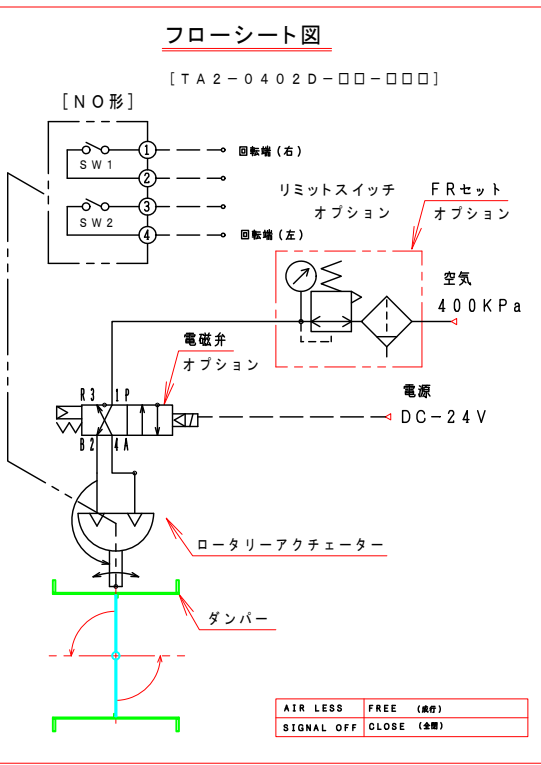 フローシート図
[TA2-0402D-□□-□□□]
[NO形]
1
SW1
2
3
SW2
4
回転端(右)
回転端(左)
リミットスイッチ
オプション
FRセット
オプション
空気
400KPa
電磁弁
オプション
電源
DC-24V
R3 1P
B2 4A
ロータリーアクチェーター
ダンパー
AIR LESS FREE (成行)
SIGNAL OFF CLOSE (全閉)